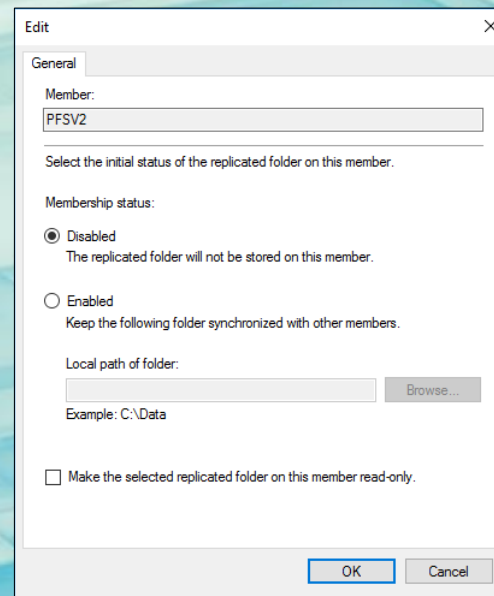 Edit
General
Member:
PFSV2
Select the initial status of the replicated folder on this member.
Membership status:
Disabled
The replicated folder will not be stored on this member.
Enabled
Keep the following folder synchronized with other members.
Local path of folder:
Browse...
Example: C:\Data
Make the selected replicated folder on this member read-only.
OK Cancel